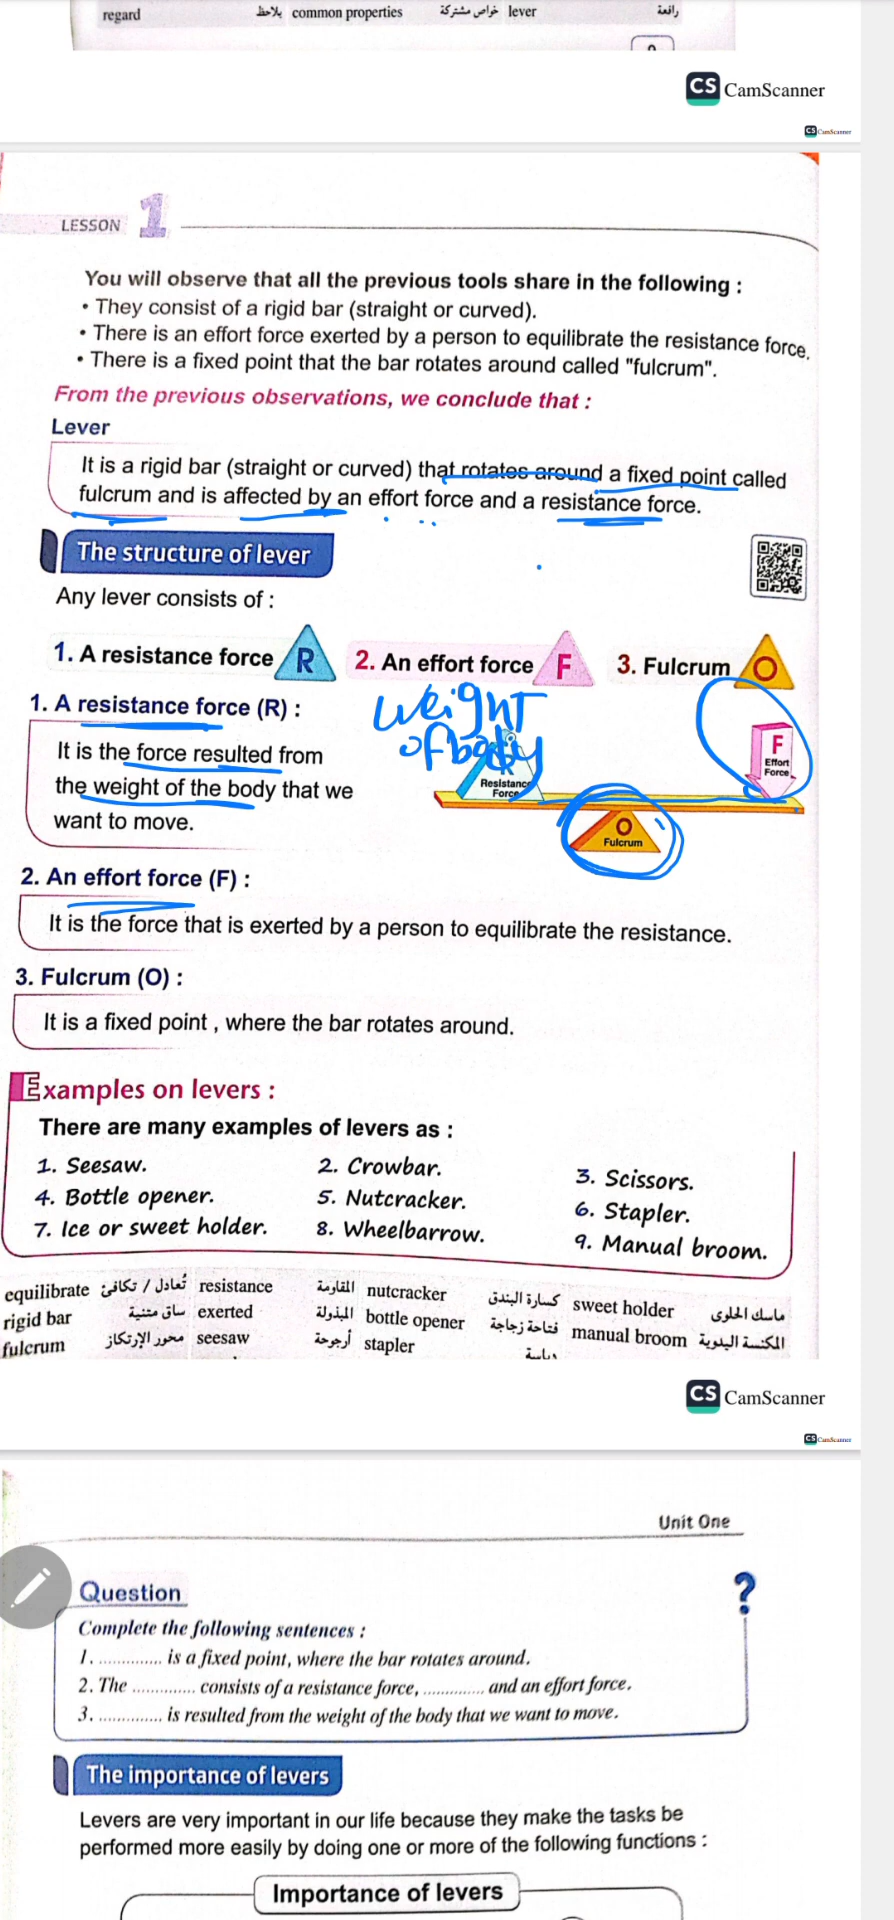 regard
يلاحظ common properties
خواص مشتركة lever
رافعة
CS CamScanner
CS CamScanner
LESSON 1
You will observe that all the previous tools share in the following :
• They consist of a rigid bar (straight or curved).
• There is an effort force exerted by a person to equilibrate the resistance force.
• There is a fixed point that the bar rotates around called "fulcrum".
From the previous observations, we conclude that :
Lever
It is a rigid bar (straight or curved) that rotates around a fixed point called
fulcrum and is affected by an effort force and a resistance force.
The structure of lever
Any lever consists of :
1. A resistance force R 2. An effort force F 3. Fulcrum O
1. A resistance force (R) :
weight
of body
It is the force resulted from
the weight of the body that we
want to move.
Resistance
Force
F
Effort
Force
O
Fulcrum
2. An effort force (F) :
It is the force that is exerted by a person to equilibrate the resistance.
3. Fulcrum (O) :
It is a fixed point , where the bar rotates around.
Examples on levers :
There are many examples of levers as :
1. Seesaw. 2. Crowbar. 3. Scissors.
4. Bottle opener. 5. Nutcracker. 6. Stapler.
7. Ice or sweet holder. 8. Wheelbarrow. 9. Manual broom.
equilibrate تُعادل / تكافئ resistance المقاومة nutcracker كسارة البندق sweet holder ماسك الحلوى
rigid bar ساق متينة exerted المبذولة bottle opener فتاحة زجاجة manual broom المكنسة اليدوية
fulcrum محور الإرتكاز seesaw أرجوحة stapler دباسة
CS CamScanner
CS CamScanner
Unit One
Question ?
Complete the following sentences :
1. .............. is a fixed point, where the bar rotates around.
2. The .............. consists of a resistance force, .............. and an effort force.
3. .............. is resulted from the weight of the body that we want to move.
The importance of levers
Levers are very important in our life because they make the tasks be
performed more easily by doing one or more of the following functions :
Importance of levers